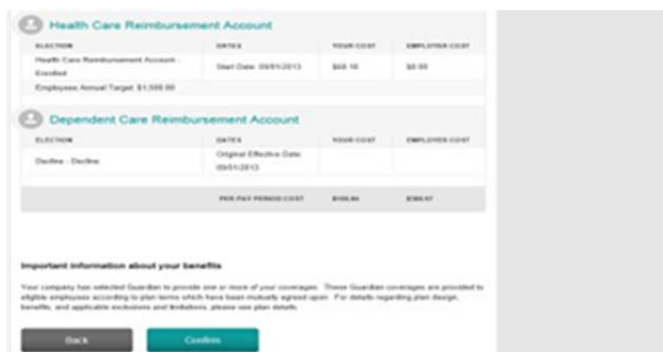 Health Care Reimbursement Account
ELECTION DATES YOUR COST EMPLOYER COST
Health Care Reimbursement Account -
Enrolled
Start Date: 09/01/2013 $0.00
Employees Annual Target: $1,500.00
Dependent Care Reimbursement Account
ELECTION DATES YOUR COST EMPLOYER COST
Decline - Decline
Original Effective Date:
09/01/2013
PER PAY PERIOD COST
Important information about your benefits
Your company has selected Guardian to provide one or more of your coverages. These Guardian coverages are provided to
eligible employees according to plan terms which have been mutually agreed upon. For details regarding plan design,
benefits, and applicable exclusions and limitations, please see plan details.
Back Confirm